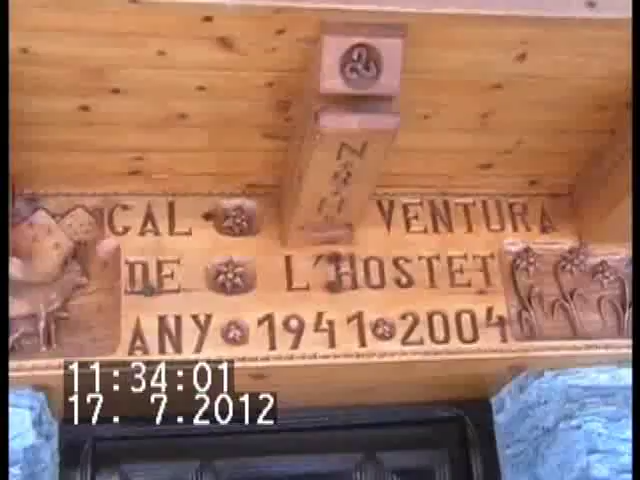 CAL VENTURA
DE L'HOSTET
ANY 1941 2004
11:34:01
17. 7.2012